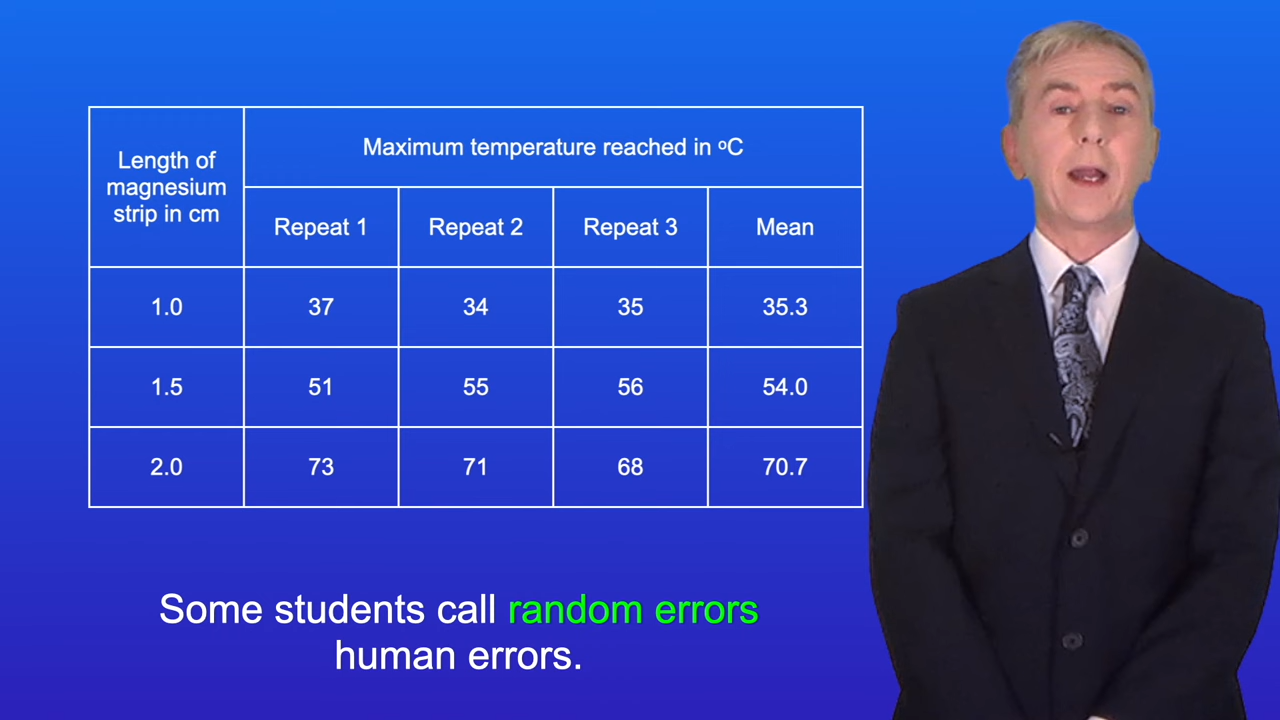 Length of
magnesium
strip in cm
Maximum temperature reached in ºC
Repeat 1 Repeat 2 Repeat 3 Mean
1.0 37 34 35 35.3
1.5 51 55 56 54.0
2.0 73 71 68 70.7
Some students call random errors
human errors.